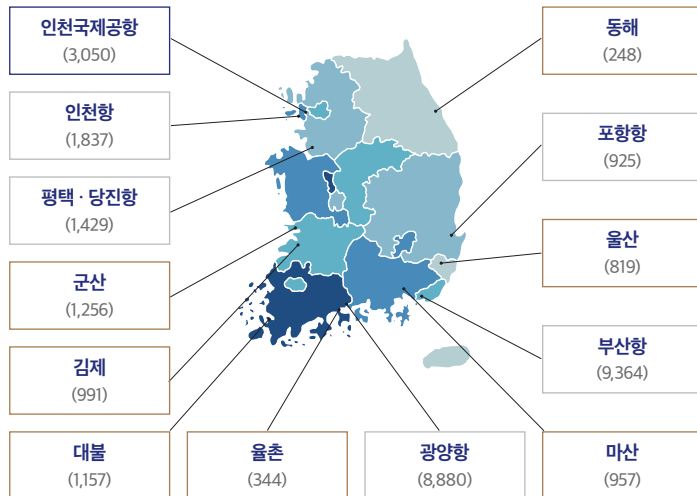 인천국제공항
(3,050)
인천항
(1,837)
평택 · 당진항
(1,429)
군산
(1,256)
김제
(991)
대불
(1,157)
율촌
(344)
광양항
(8,880)
동해
(248)
포항항
(925)
울산
(819)
부산항
(9,364)
마산
(957)